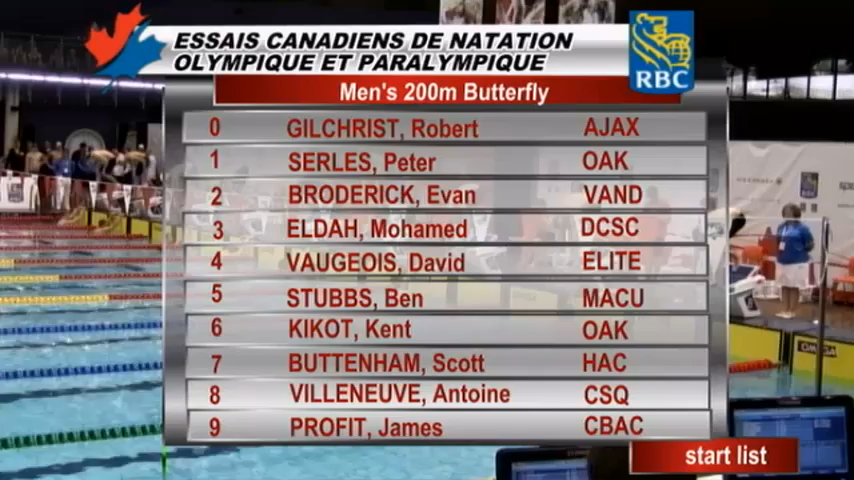 ESSAIS CANADIENS DE NATATION
OLYMPIQUE ET PARALYMPIQUE
RBC
Men's 200m Butterfly
0 GILCHRIST, Robert AJAX
1 SERLES, Peter OAK
2 BRODERICK, Evan VAND
3 ELDAH, Mohamed DCSC
4 VAUGEOIS, David ELITE
5 STUBBS, Ben MACU
6 KIKOT, Kent OAK
7 BUTTENHAM, Scott HAC
8 VILLENEUVE, Antoine CSQ
9 PROFIT, James CBAC
OMEGA
start list